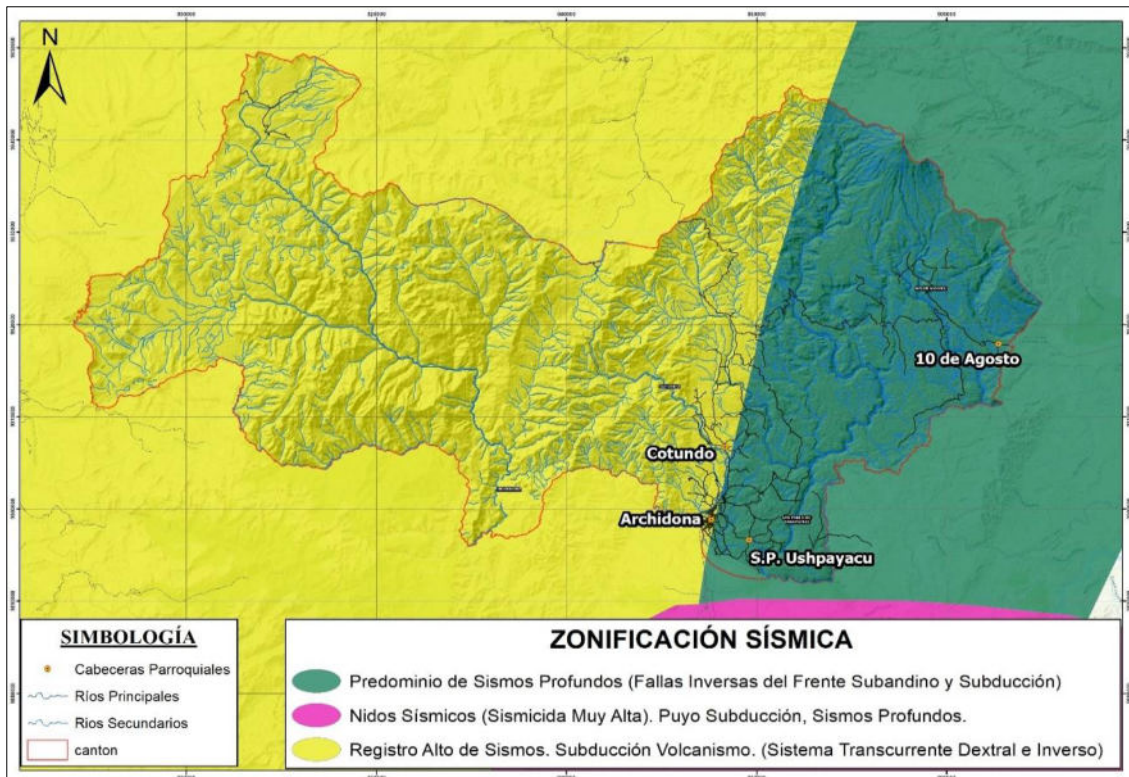 N
10 de Agosto
Cotundo
Archidona
S.P. Ushpayacu
SIMBOLOGÍA
Cabeceras Parroquiales
Ríos Principales
Rios Secundarios
canton
ZONIFICACIÓN SÍSMICA
Predominio de Sismos Profundos (Fallas Inversas del Frente Subandino y Subducción)
Nidos Sísmicos (Sismicida Muy Alta). Puyo Subducción, Sismos Profundos.
Registro Alto de Sismos. Subducción Volcanismo. (Sistema Transcurrente Dextral e Inverso)